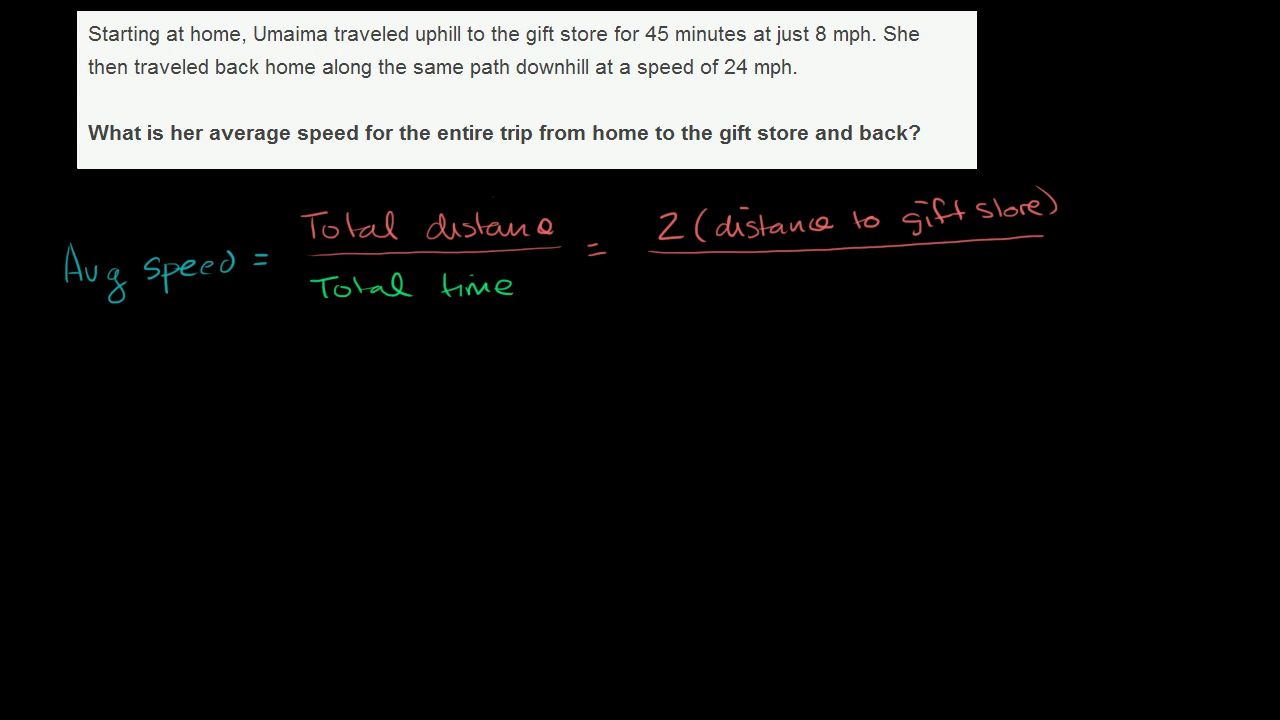 Starting at home, Umaima traveled uphill to the gift store for 45 minutes at just 8 mph. She
then traveled back home along the same path downhill at a speed of 24 mph.
What is her average speed for the entire trip from home to the gift store and back?
Avg speed = Total distance / Total time = 2 (distance to gift store)